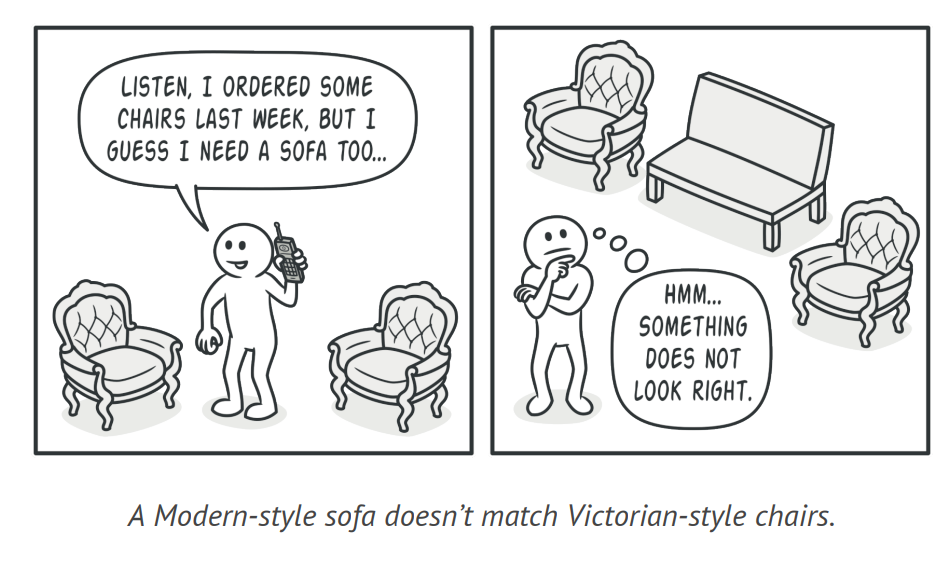 LISTEN, I ORDERED SOME
CHAIRS LAST WEEK, BUT I
GUESS I NEED A SOFA TOO...
HMM...
SOMETHING
DOES NOT
LOOK RIGHT.
A Modern-style sofa doesn't match Victorian-style chairs.